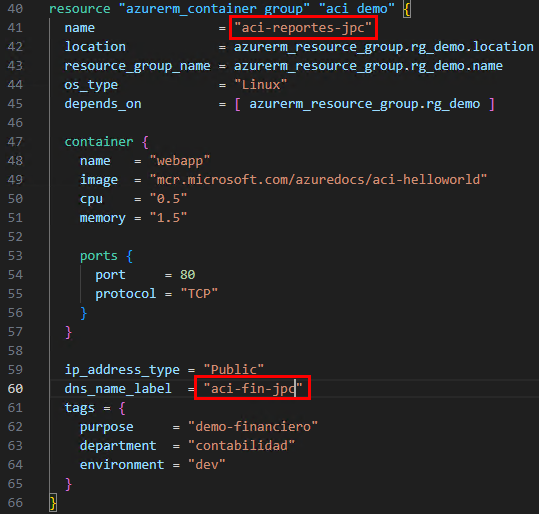 40 resource "azurerm_container_group" "aci_demo" {
41 name = "aci-reportes-jpc"
42 location = azurerm_resource_group.rg_demo.location
43 resource_group_name = azurerm_resource_group.rg_demo.name
44 os_type = "Linux"
45 depends_on = [ azurerm_resource_group.rg_demo ]
46
47 container {
48 name = "webapp"
49 image = "mcr.microsoft.com/azuredocs/aci-helloworld"
50 cpu = "0.5"
51 memory = "1.5"
52
53 ports {
54 port = 80
55 protocol = "TCP"
56 }
57 }
58
59 ip_address_type = "Public"
60 dns_name_label = "aci-fin-jpc"
61 tags = {
62 purpose = "demo-financiero"
63 department = "contabilidad"
64 environment = "dev"
65 }
66 }